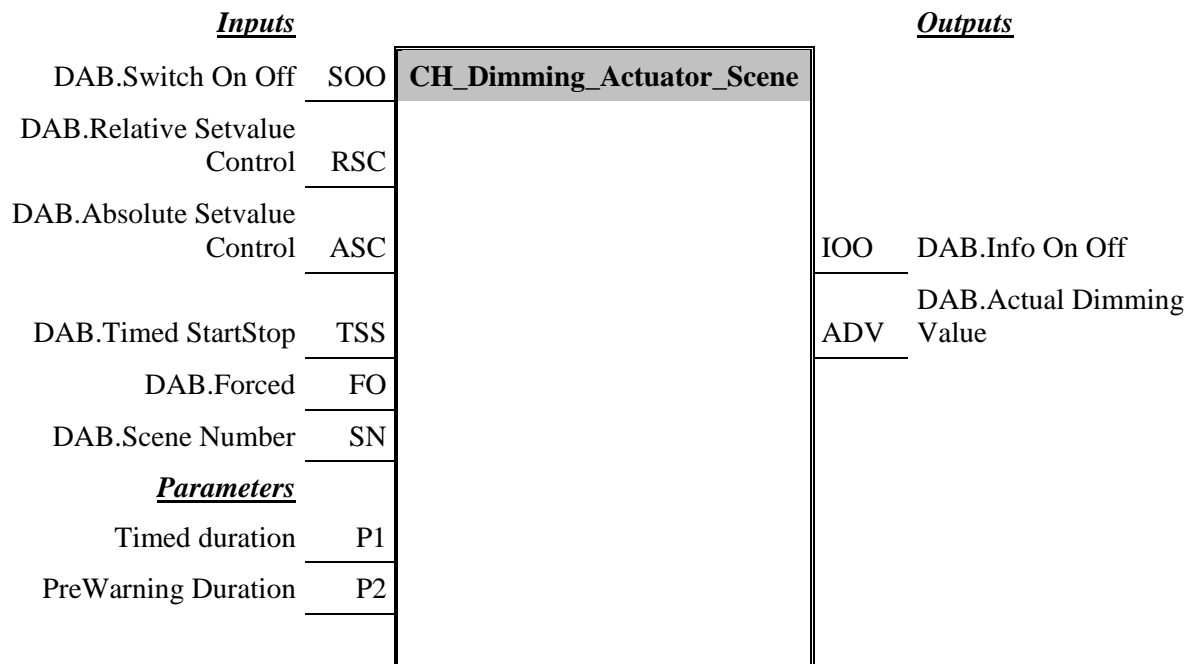 Inputs
Outputs
DAB.Switch On Off SOO CH_Dimming_Actuator_Scene
DAB.Relative Setvalue
Control RSC
DAB.Absolute Setvalue
Control ASC
IOO DAB.Info On Off
DAB.Timed StartStop TSS
ADV DAB.Actual Dimming
Value
DAB.Forced FO
DAB.Scene Number SN
Parameters
Timed duration P1
PreWarning Duration P2